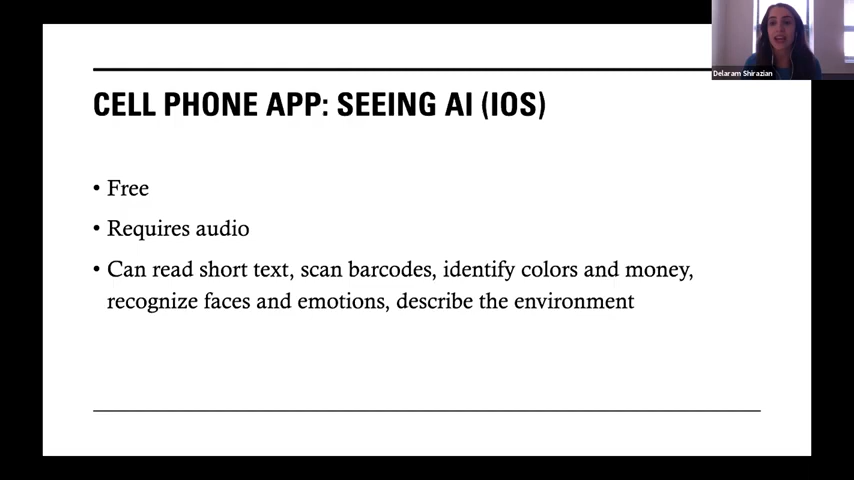 Delaram Shirazian
CELL PHONE APP: SEEING AI (IOS)
• Free
• Requires audio
• Can read short text, scan barcodes, identify colors and money,
recognize faces and emotions, describe the environment